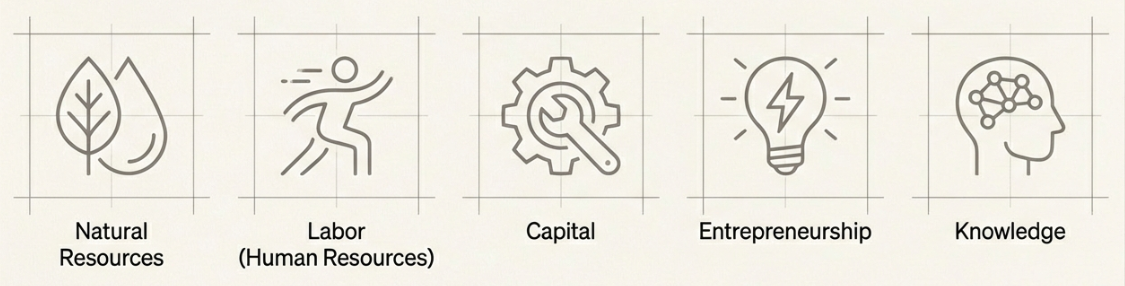 Natural
Resources
Labor
(Human Resources)
Capital
Entrepreneurship
Knowledge